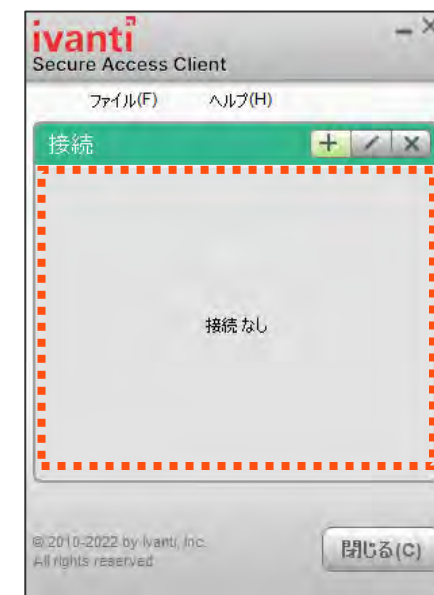 ivanti
Secure Access Client
ファイル(F) ヘルプ(H)
接続
接続なし
© 2010-2022 by Ivanti, Inc.
All rights reserved
閉じる(C)